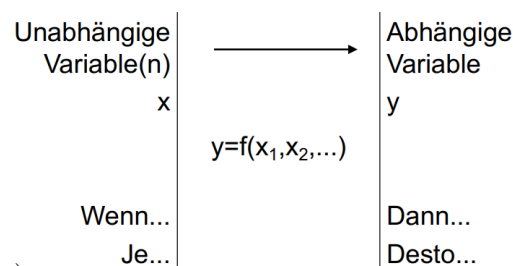 Unabhängige Variable(n)
x
Abhängige Variable
y
y=f(x₁,x₂,...)
Wenn...
Dann...
Je...
Desto...
)